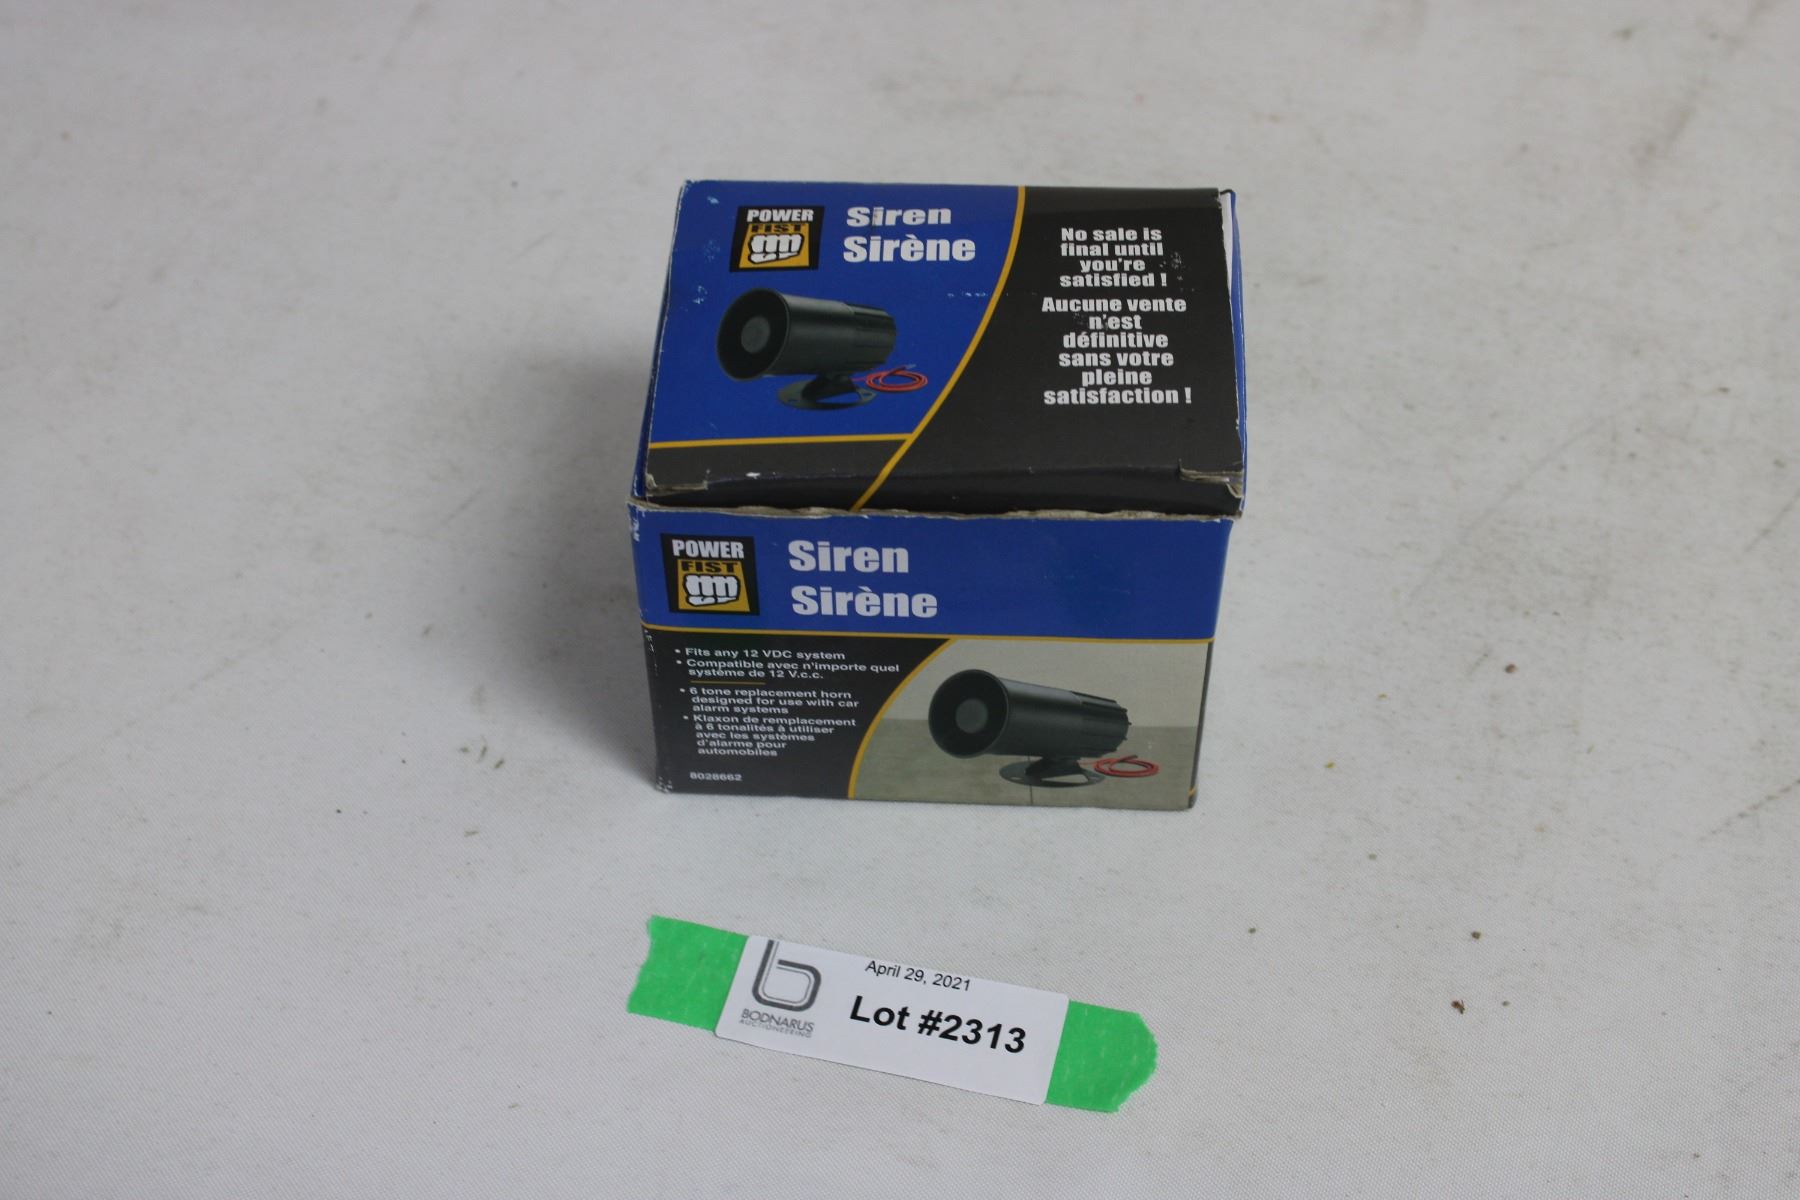 POWER
FIST
Siren
Sirène
No sale is
final until
you're
satisfied !
Aucune vente
n'est
définitive
sans votre
pleine
satisfaction !
POWER
FIST
Siren
Sirène
• Fits any 12 VDC system
• Compatible avec n'importe quel
système de 12 V.c.c.
• 6 tone replacement horn
designed for use with car
alarm systems
• Klaxon de remplacement
à 6 tonalités à utiliser
avec les systèmes
d'alarme pour
automobiles
8028662
April 29, 2021
BODNARUS
AUCTIONEERING
Lot #2313